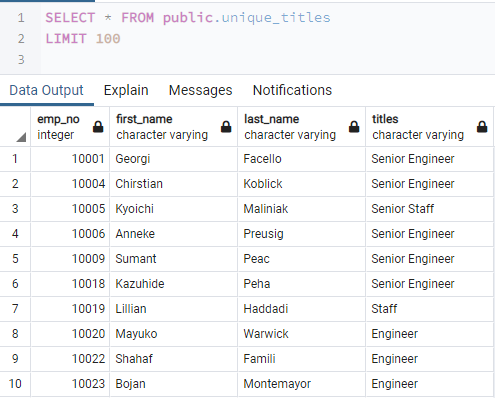 1 SELECT * FROM public.unique_titles
2 LIMIT 100
3
Data Output Explain Messages Notifications
emp_no first_name last_name titles
integer character varying character varying character varying
1 10001 Georgi Facello Senior Engineer
2 10004 Chirstian Koblick Senior Engineer
3 10005 Kyoichi Maliniak Senior Staff
4 10006 Anneke Preusig Senior Engineer
5 10009 Sumant Peac Senior Engineer
6 10018 Kazuhide Peha Senior Engineer
7 10019 Lillian Haddadi Staff
8 10020 Mayuko Warwick Engineer
9 10022 Shahaf Famili Engineer
10 10023 Bojan Montemayor Engineer